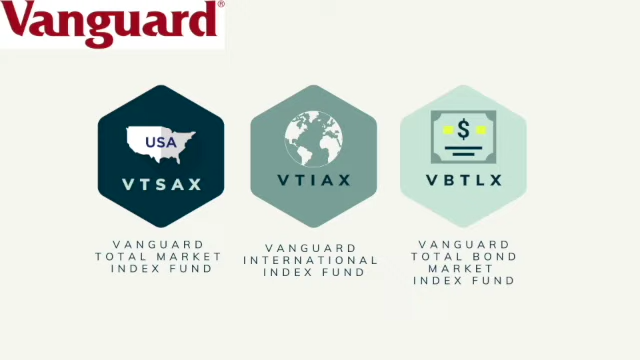 Vanguard®
USA
VTSAX
VTIAX
$
VBTLX
VANGUARD
TOTAL MARKET
INDEX FUND
VANGUARD
INTERNATIONAL
INDEX FUND
VANGUARD
TOTAL BOND
MARKET
INDEX FUND